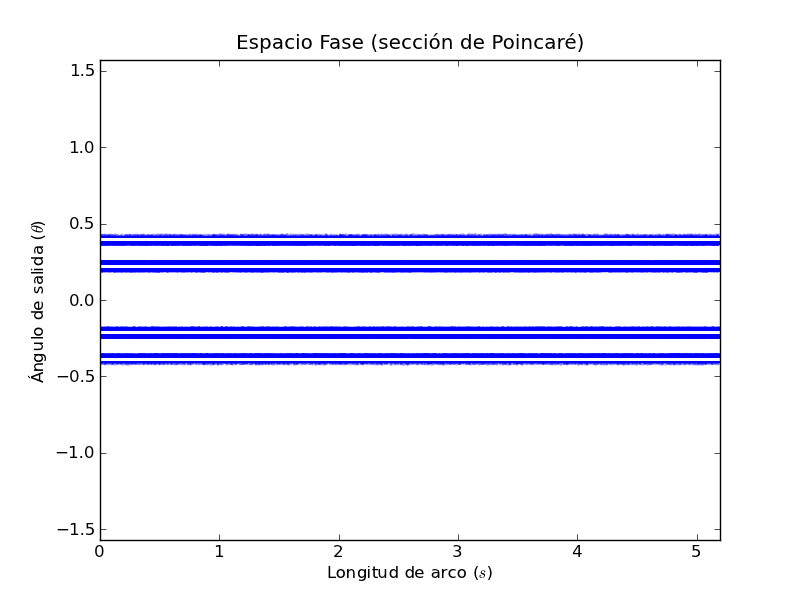 Espacio Fase (sección de Poincaré)
1.5
1.0
0.5
0.0
−0.5
−1.0
−1.5
Ángulo de salida (θ)
0 1 2 3 4 5
Longitud de arco (s)